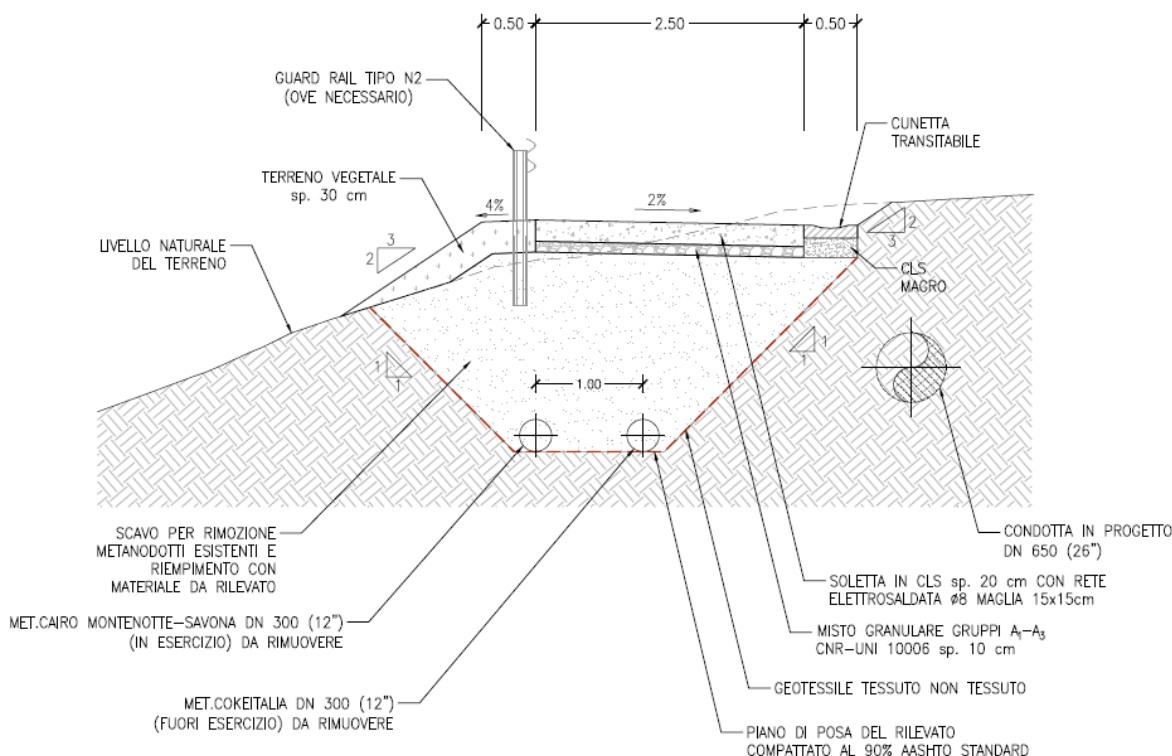 0.50
2.50
0.50
GUARD RAIL TIPO N2
(OVE NECESSARIO)
CUNETTA
TRANSITABILE
TERRENO VEGETALE
sp. 30 cm
4%
2%
3
2
2
3
LIVELLO NATURALE
DEL TERRENO
CLS
MAGRO
1
1
1
1
1.00
SCAVO PER RIMOZIONE
METANODOTTI ESISTENTI E
RIEMPIMENTO CON
MATERIALE DA RILEVATO
CONDOTTA IN PROGETTO
DN 650 (26")
SOLETTA IN CLS sp. 20 cm CON RETE
ELETTROSALDATA ø8 MAGLIA 15x15cm
MET.CAIRO MONTENOTTE-SAVONA DN 300 (12")
(IN ESERCIZIO) DA RIMUOVERE
MISTO GRANULARE GRUPPI A₁-A₃
CNR-UNI 10006 sp. 10 cm
GEOTESSILE TESSUTO NON TESSUTO
MET.COKEITALIA DN 300 (12")
(FUORI ESERCIZIO) DA RIMUOVERE
PIANO DI POSA DEL RILEVATO
COMPATTATO AL 90% AASHTO STANDARD